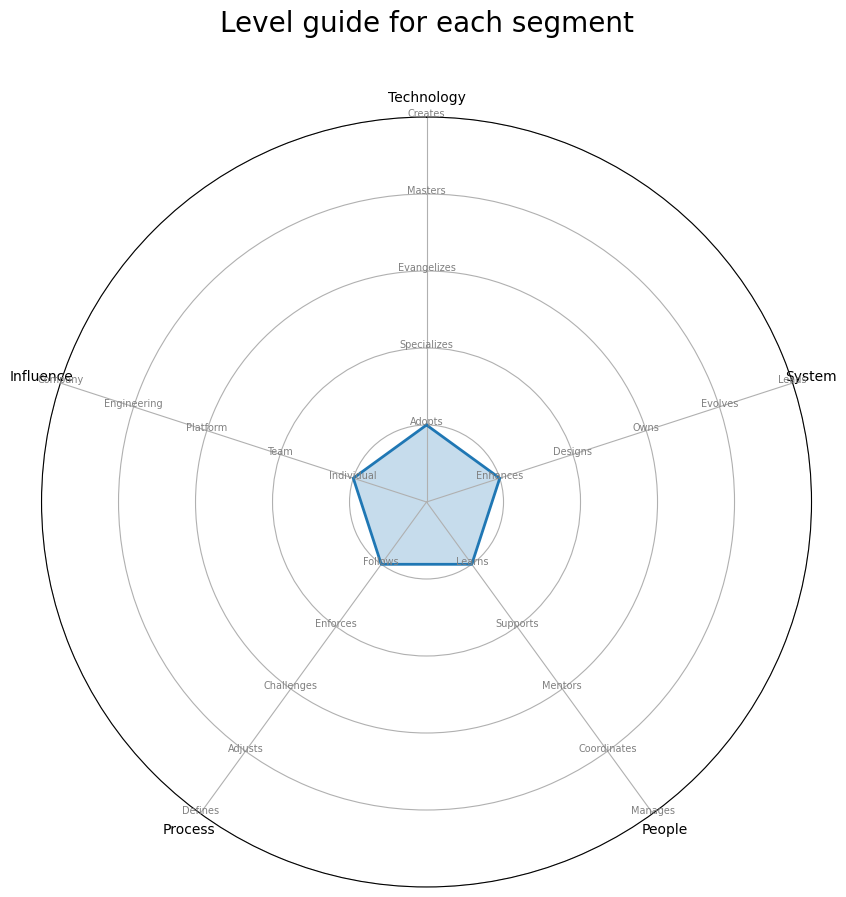 Level guide for each segment
Technology
Creates
Masters
Evangelizes
Specializes
Adopts
Influence
Company
Engineering
Platform
Team
Individual
System
Leads
Evolves
Owns
Designs
Enhances
Follows
Enforces
Challenges
Adjusts
Defines
Process
Learns
Supports
Mentors
Coordinates
Manages
People